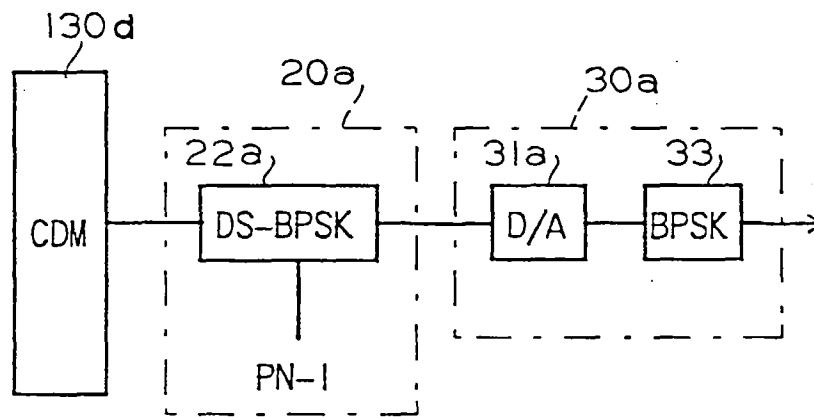 130d
20a
30a
22a
31a
33
CDM
DS-BPSK
D/A
BPSK
PN-1